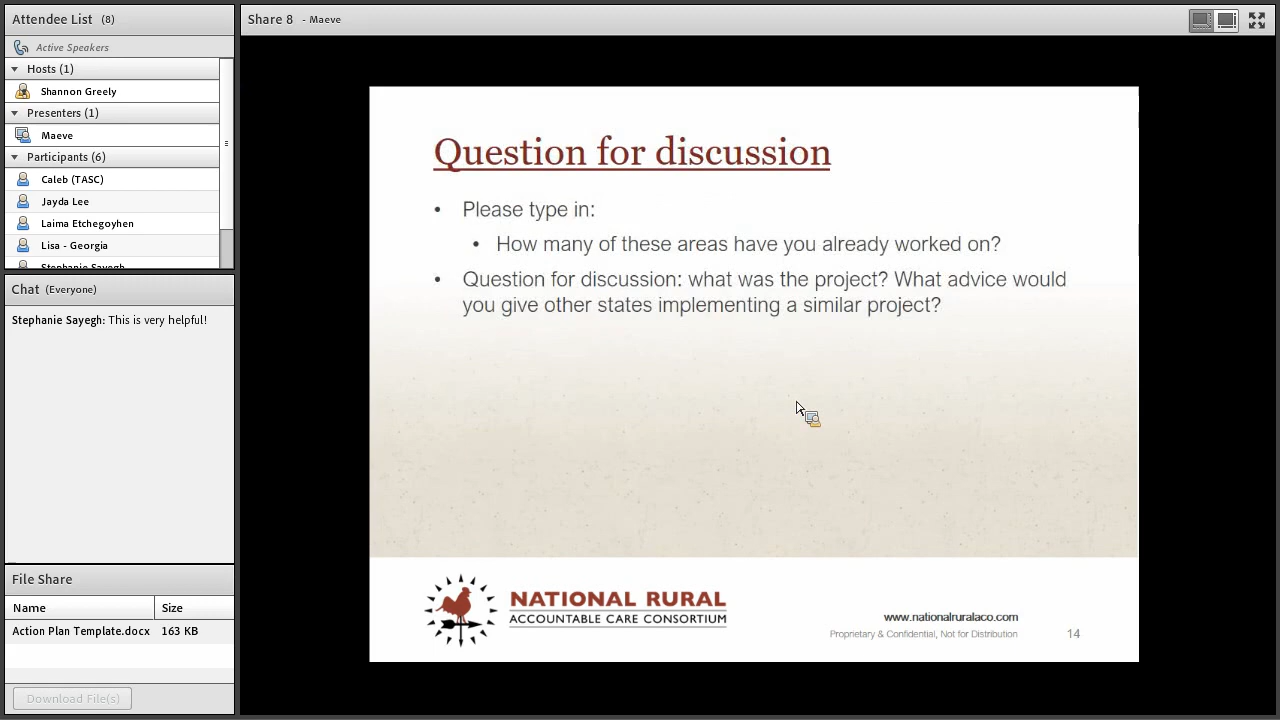 Attendee List (8)
Active Speakers
Hosts (1)
Shannon Greely
Presenters (1)
Maeve
Participants (6)
Caleb (TASC)
Jayda Lee
Laima Etchegoyhen
Lisa - Georgia
Stephanie Sayegh
Chat (Everyone)
Stephanie Sayegh: This is very helpful!
File Share
Name Size
Action Plan Template.docx 163 KB
Download File(s)
Share 8 - Maeve
Question for discussion
• Please type in:
• How many of these areas have you already worked on?
• Question for discussion: what was the project? What advice would
you give other states implementing a similar project?
NATIONAL RURAL
ACCOUNTABLE CARE CONSORTIUM
www.nationalruralaco.com
Proprietary & Confidential, Not for Distribution 14